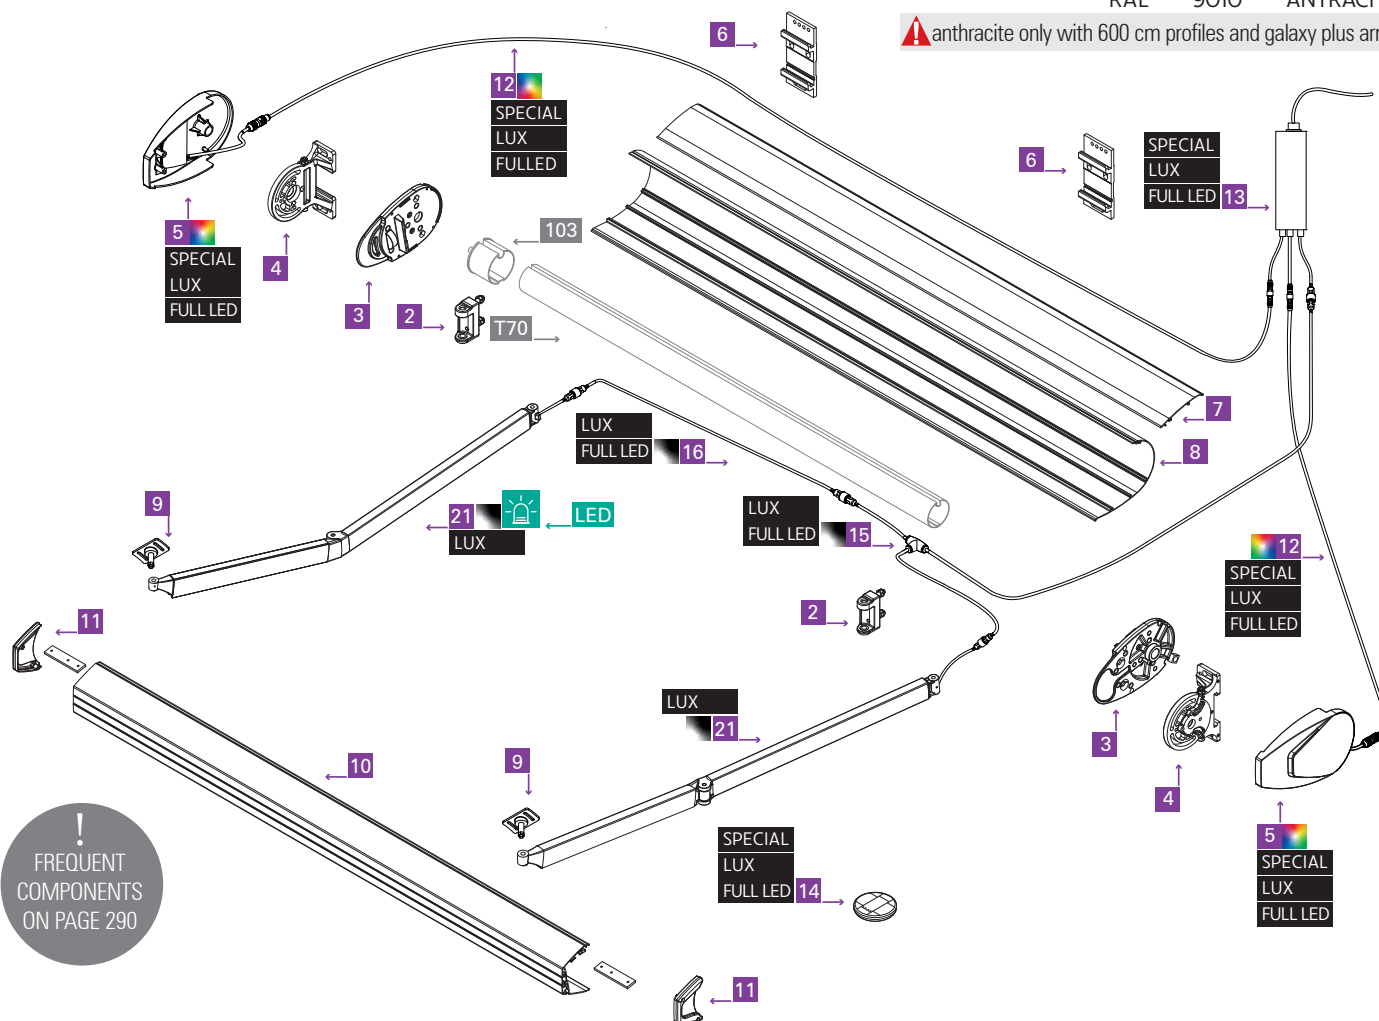 RAL 9010
anthracite only with 600 cm profiles and galaxy plus
6
12
SPECIAL
LUX
FULLED
6
SPECIAL
LUX
FULL LED 13
5
SPECIAL
LUX
FULL LED
4
3
103
2
T70
7
8
LUX
FULL LED 16
9
21
LUX
LED
LUX
FULL LED 15
12
SPECIAL
LUX
FULL LED
2
11
LUX
21
3
4
10
9
!
FREQUENT
COMPONENTS
ON PAGE 290
SPECIAL
LUX
FULL LED 14
5
SPECIAL
LUX
FULL LED
11